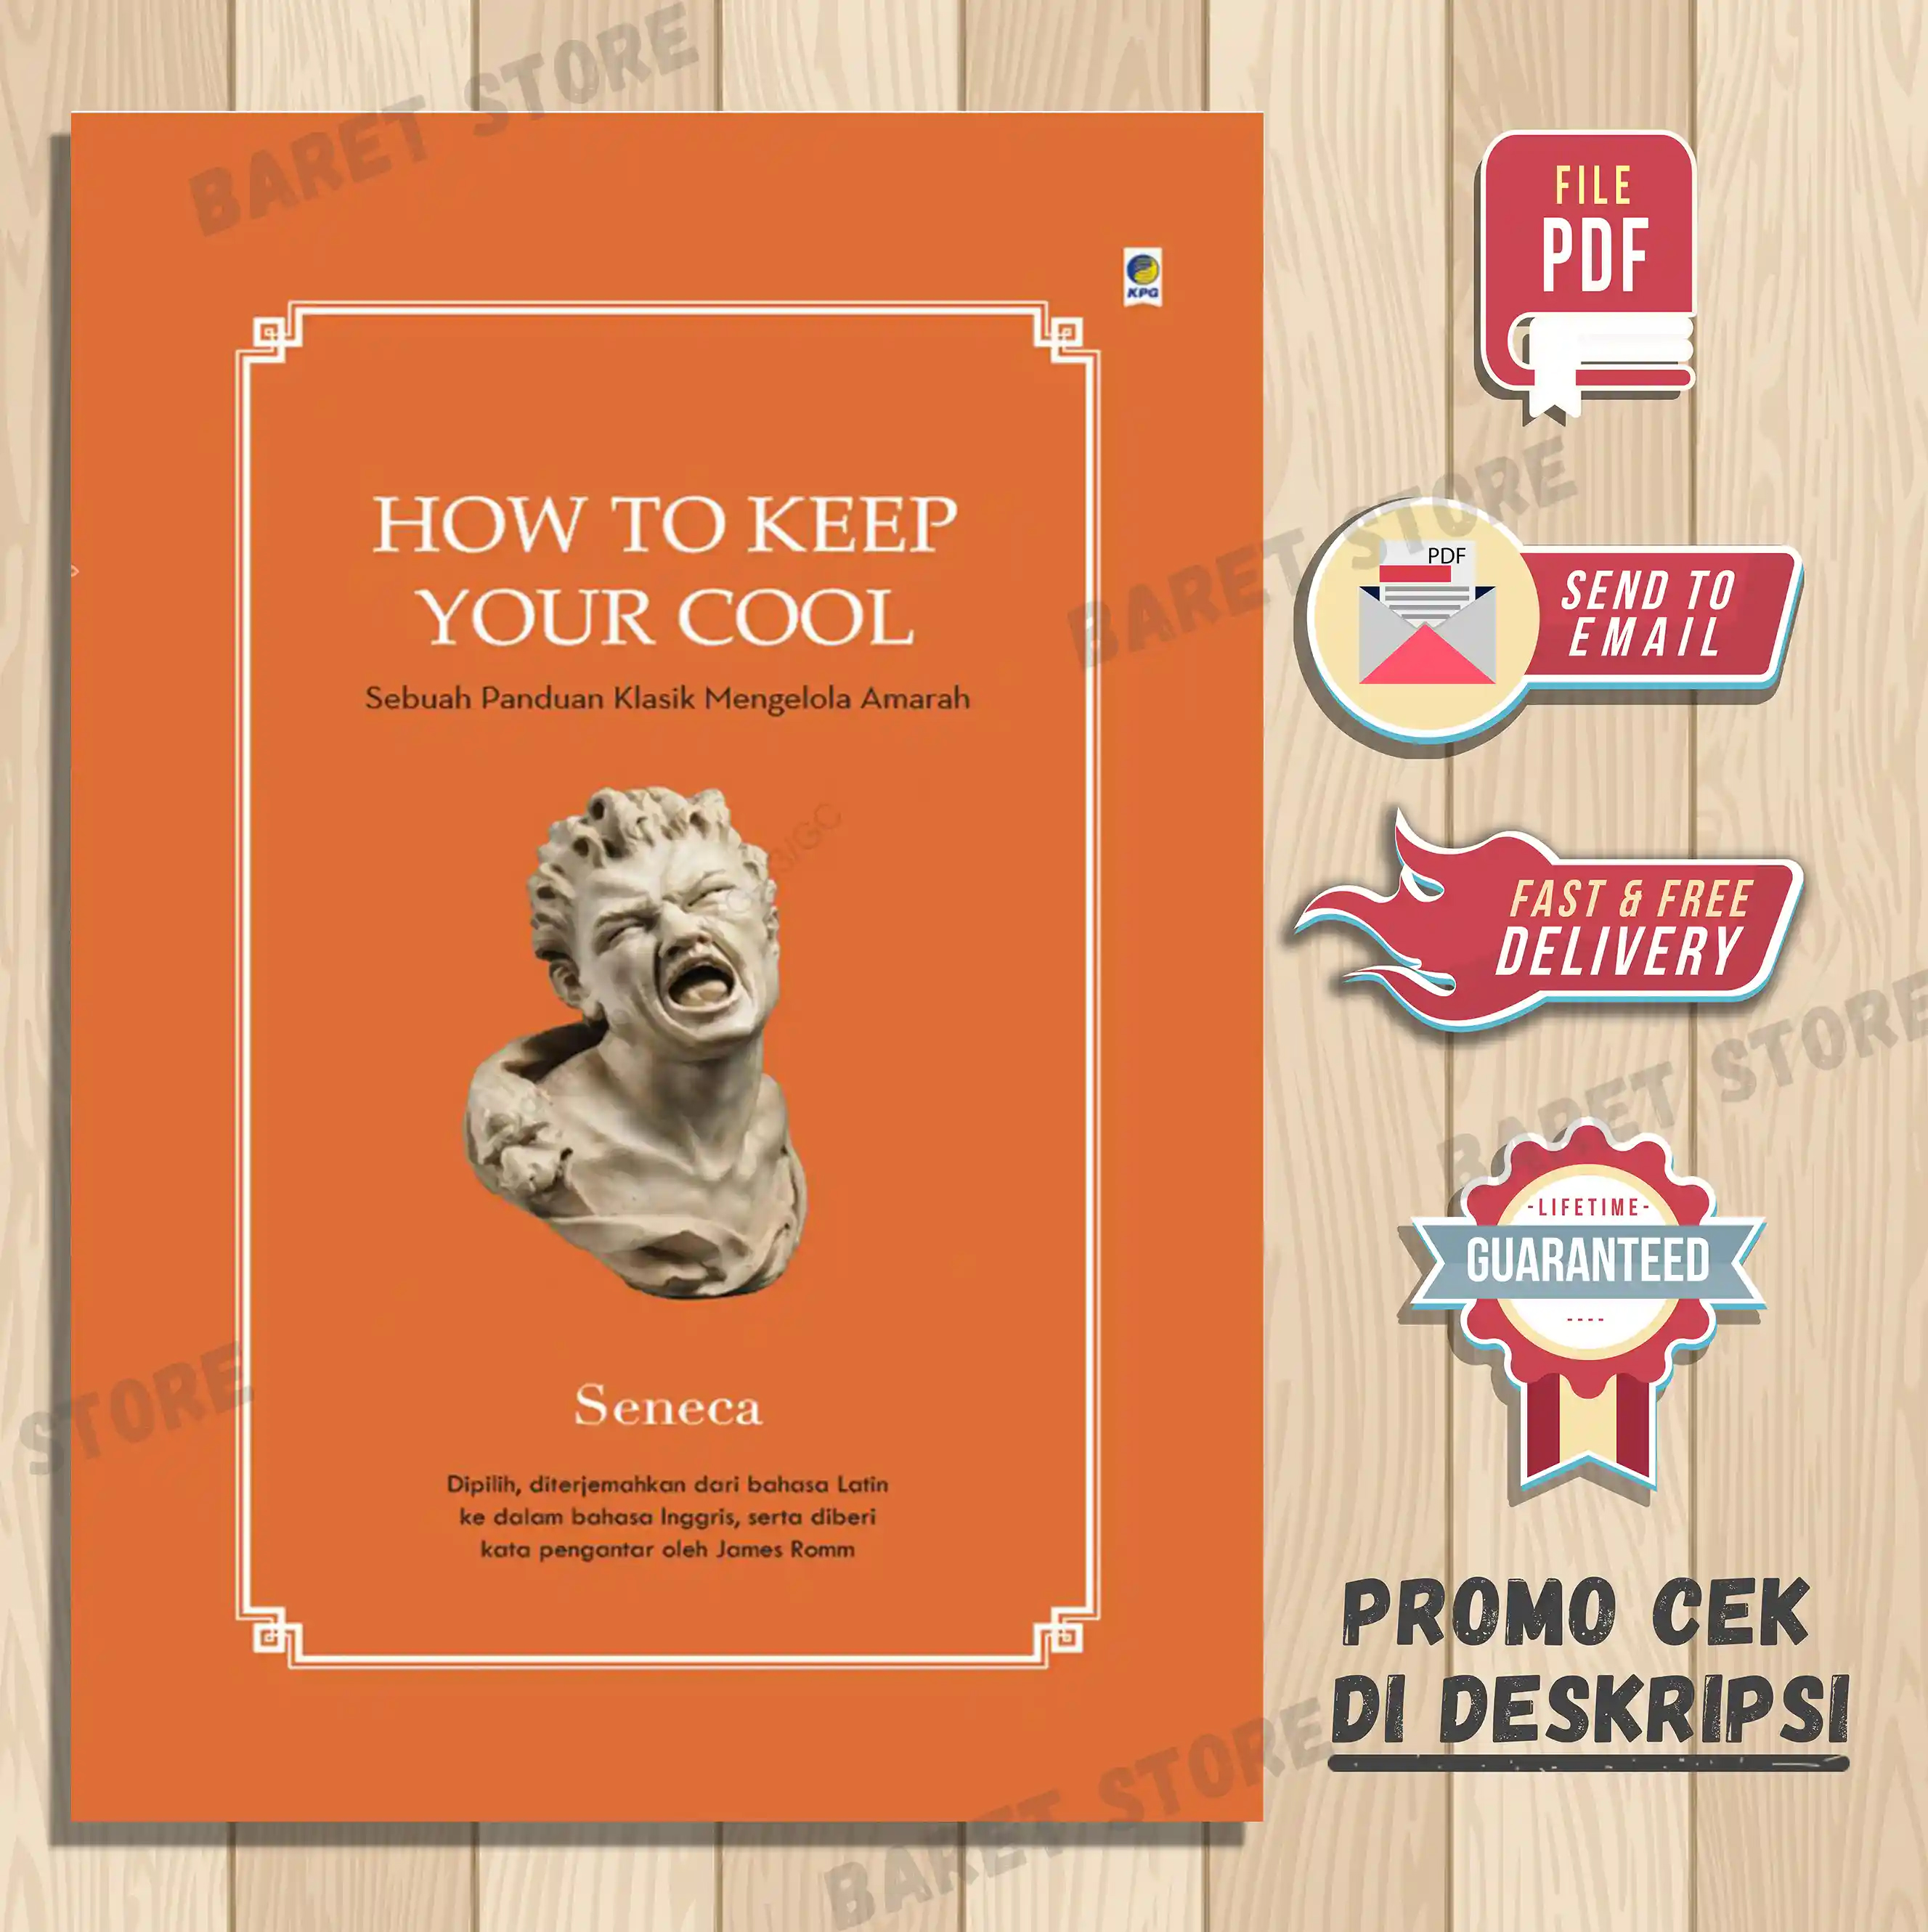 BARET STORE
KPG
HOW TO KEEP
YOUR COOL
Sebuah Panduan Klasik Mengelola Amarah
Seneca
Dipilih, diterjemahkan dari bahasa Latin
ke dalam bahasa Inggris, serta diberi
kata pengantar oleh James Romm
FILE
PDF
BARET STORE
PDF
SEND TO
EMAIL
FAST & FREE
DELIVERY
BARET STORE
-LIFETIME-
GUARANTEED
STORE
PROMO CEK
DI DESKRIPSI
BARET STORE